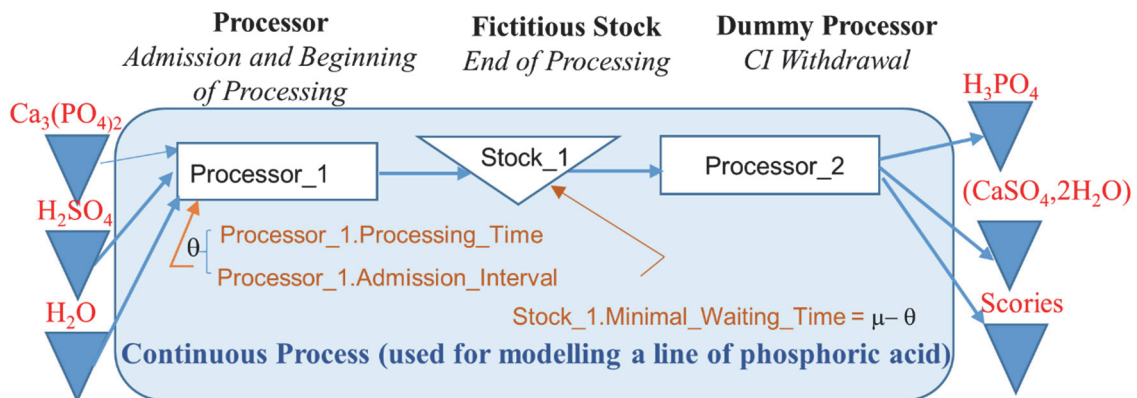 Processor
Admission and Beginning
of Processing
Fictitious Stock
End of Processing
Dummy Processor
CI Withdrawal
Ca₃(PO₄)₂
H₂SO₄
H₂O
Processor_1
Stock_1
Processor_2
H₃PO₄
(CaSO₄,2H₂O)
Scories
θ
Processor_1.Processing_Time
Processor_1.Admission_Interval
Stock_1.Minimal_Waiting_Time = μ– θ
Continuous Process (used for modelling a line of phosphoric acid)